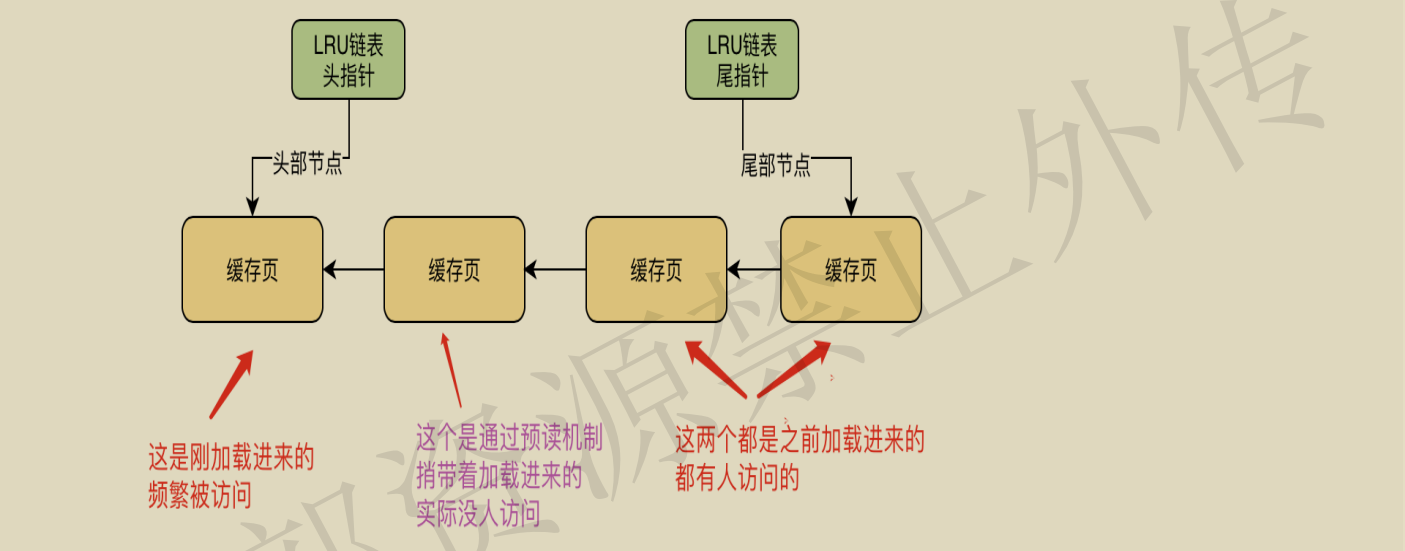 LRU链表
头指针
LRU链表
尾指针
头部节点
尾部节点
缓存页
缓存页
缓存页
缓存页
这是刚加载进来的
频繁被访问
这个是通过预读机制
捎带着加载进来的
实际没人访问
这两个都是之前加载进来的
都有人访问的
部资源禁止外传